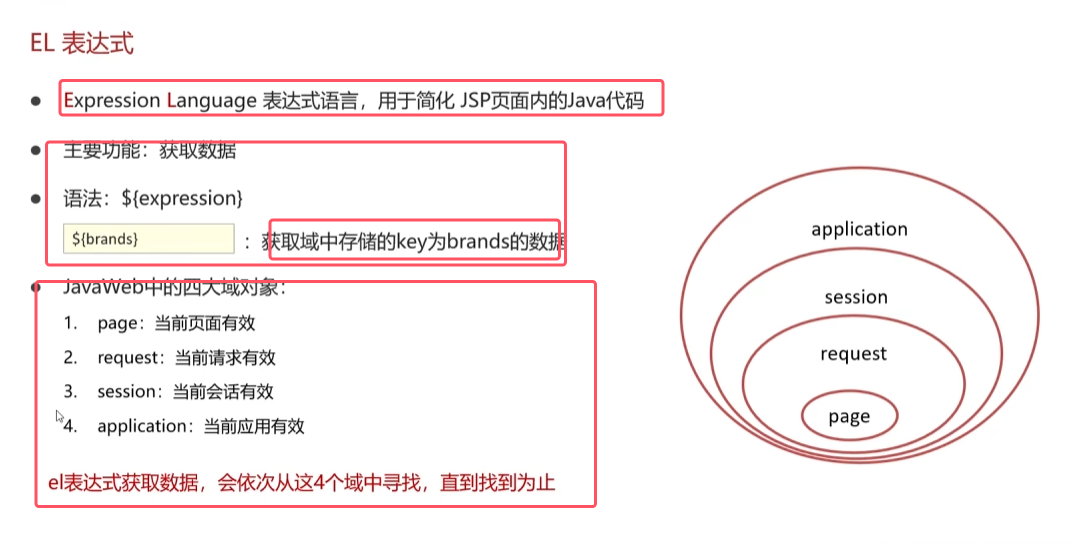 EL 表达式
Expression Language 表达式语言，用于简化 JSP页面内的Java代码
主要功能：获取数据
语法：${expression}
${brands}
：获取域中存储的key为brands的数据
JavaWeb中的四大域对象：
1. page：当前页面有效
2. request：当前请求有效
3. session：当前会话有效
4. application：当前应用有效
el表达式获取数据，会依次从这4个域中寻找，直到找到为止
application
session
request
page